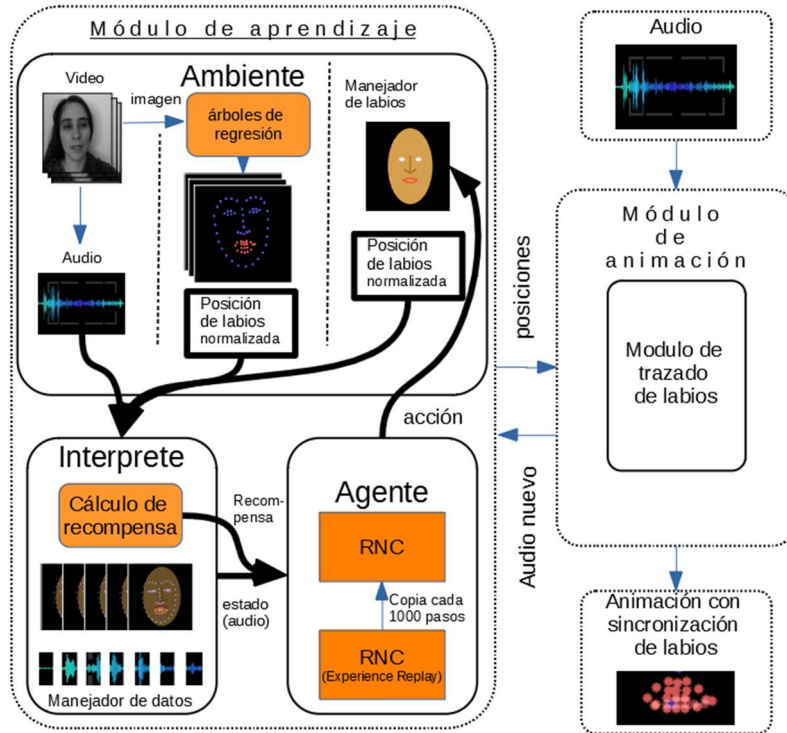 Módulo de aprendizaje
Ambiente
Video
imagen
árboles de
regresión
Audio
Posición
de labios
normalizada
Manejador
de labios
Posición
de labios
normalizada
Interprete
Cálculo de
recompensa
Manejador de datos
Recom-
pensa
estado
(audio)
acción
Agente
RNC
Copia cada
1000 pasos
RNC
(Experience Replay)
posiciones
Audio nuevo
Audio
Módulo
de
animación
Modulo de
trazado
de labios
Animación con
sincronización
de labios